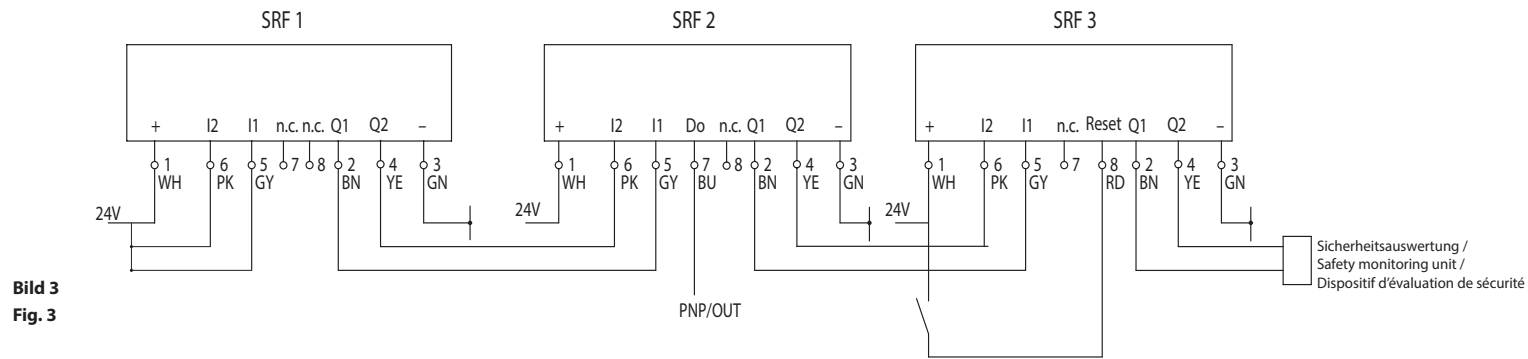 SRF 1 SRF 2 SRF 3
+ I2 I1 n.c. n.c. Q1 Q2 – + I2 I1 Do n.c. Q1 Q2 – + I2 I1 n.c. Reset Q1 Q2 –
1 6 5 7 8 2 4 3 1 6 5 7 8 2 4 3 1 6 5 7 8 2 4 3
WH PK GY BN YE GN WH PK GY BU BN YE GN WH PK GY RD BN YE GN
24V 24V 24V
Sicherheitsauswertung /
Safety monitoring unit /
Dispositif d'évaluation de sécurité
Bild 3
Fig. 3
PNP/OUT